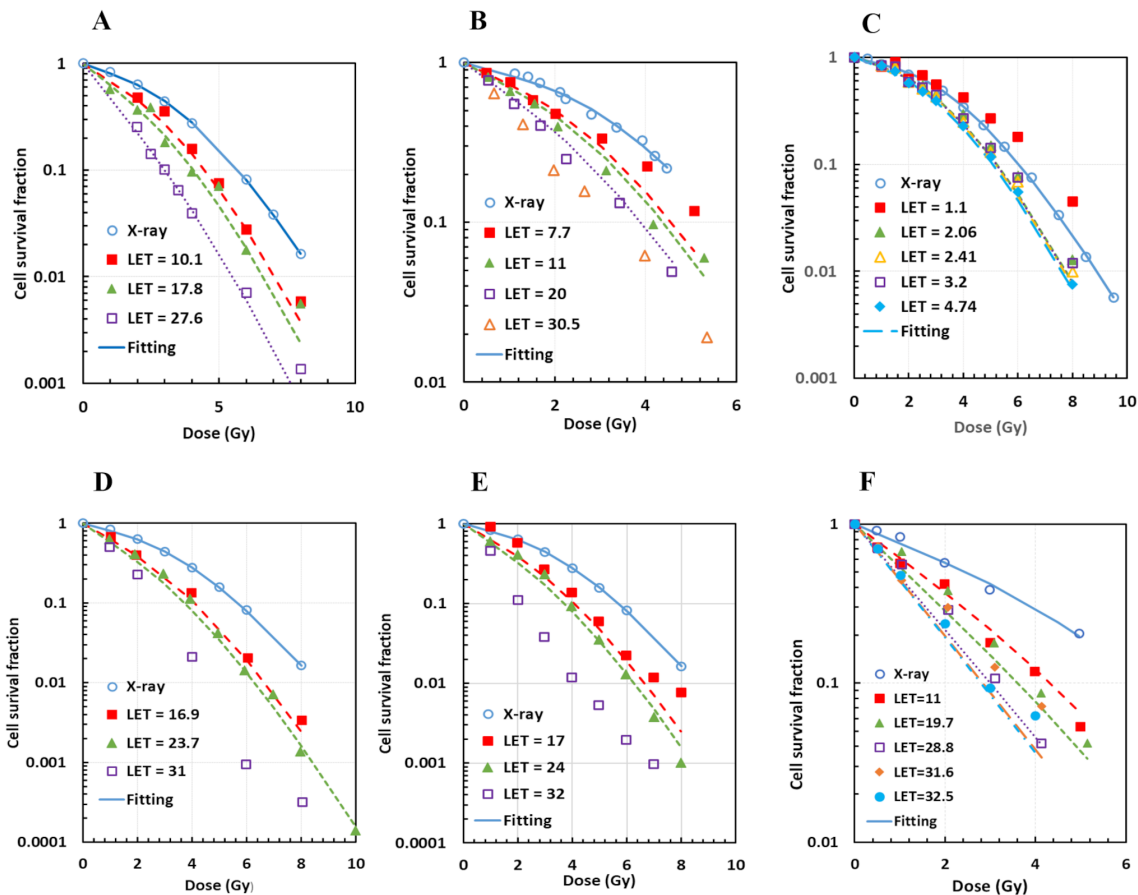 A
Cell survival fraction
1
0.1
0.01
0.001
X-ray
LET = 10.1
LET = 17.8
LET = 27.6
Fitting
0 5 10
Dose (Gy)
B
Cell survival fraction
1
0.1
0.01
X-ray
LET = 7.7
LET = 11
LET = 20
LET = 30.5
Fitting
0 2 4 6
Dose (Gy)
C
Cell survival fraction
1
0.1
0.01
0.001
X-ray
LET = 1.1
LET = 2.06
LET = 2.41
LET = 3.2
LET = 4.74
Fitting
0 2 4 6 8 10
Dose (Gy)
D
Cell survival fraction
1
0.1
0.01
0.001
0.0001
X-ray
LET = 16.9
LET = 23.7
LET = 31
Fitting
0 2 4 6 8 10
Dose (Gy)
E
Cell survival fraction
1
0.1
0.01
0.001
0.0001
X-ray
LET = 17
LET = 24
LET = 32
Fitting
0 2 4 6 8 10
Dose (Gy)
F
Cell survival fraction
1
0.1
0.01
X-ray
LET=11
LET=19.7
LET=28.8
LET=31.6
LET=32.5
Fitting
0 2 4 6
Dose (Gy)